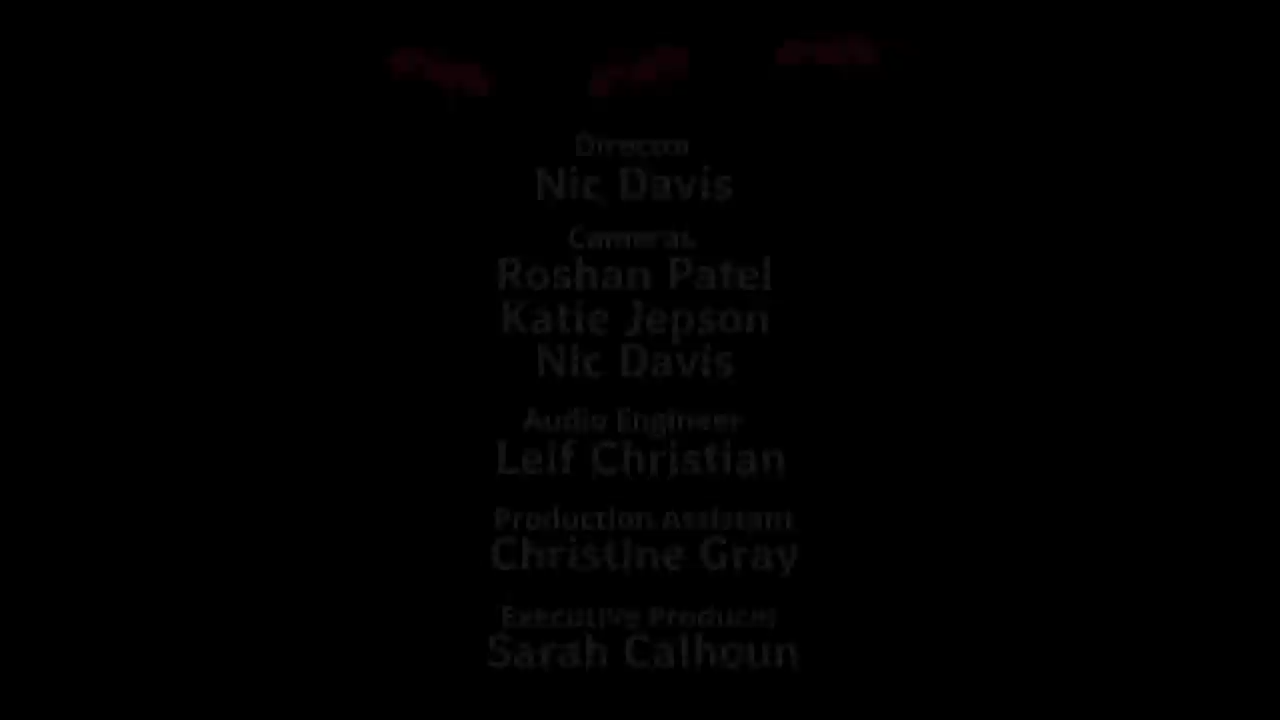 Director
Nic Davis
Cameras
Roshan Patel
Katie Jepson
Nic Davis
Audio Engineer
Leif Christian
Production Assistant
Christine Gray
Executive Producer
Sarah Calhoun